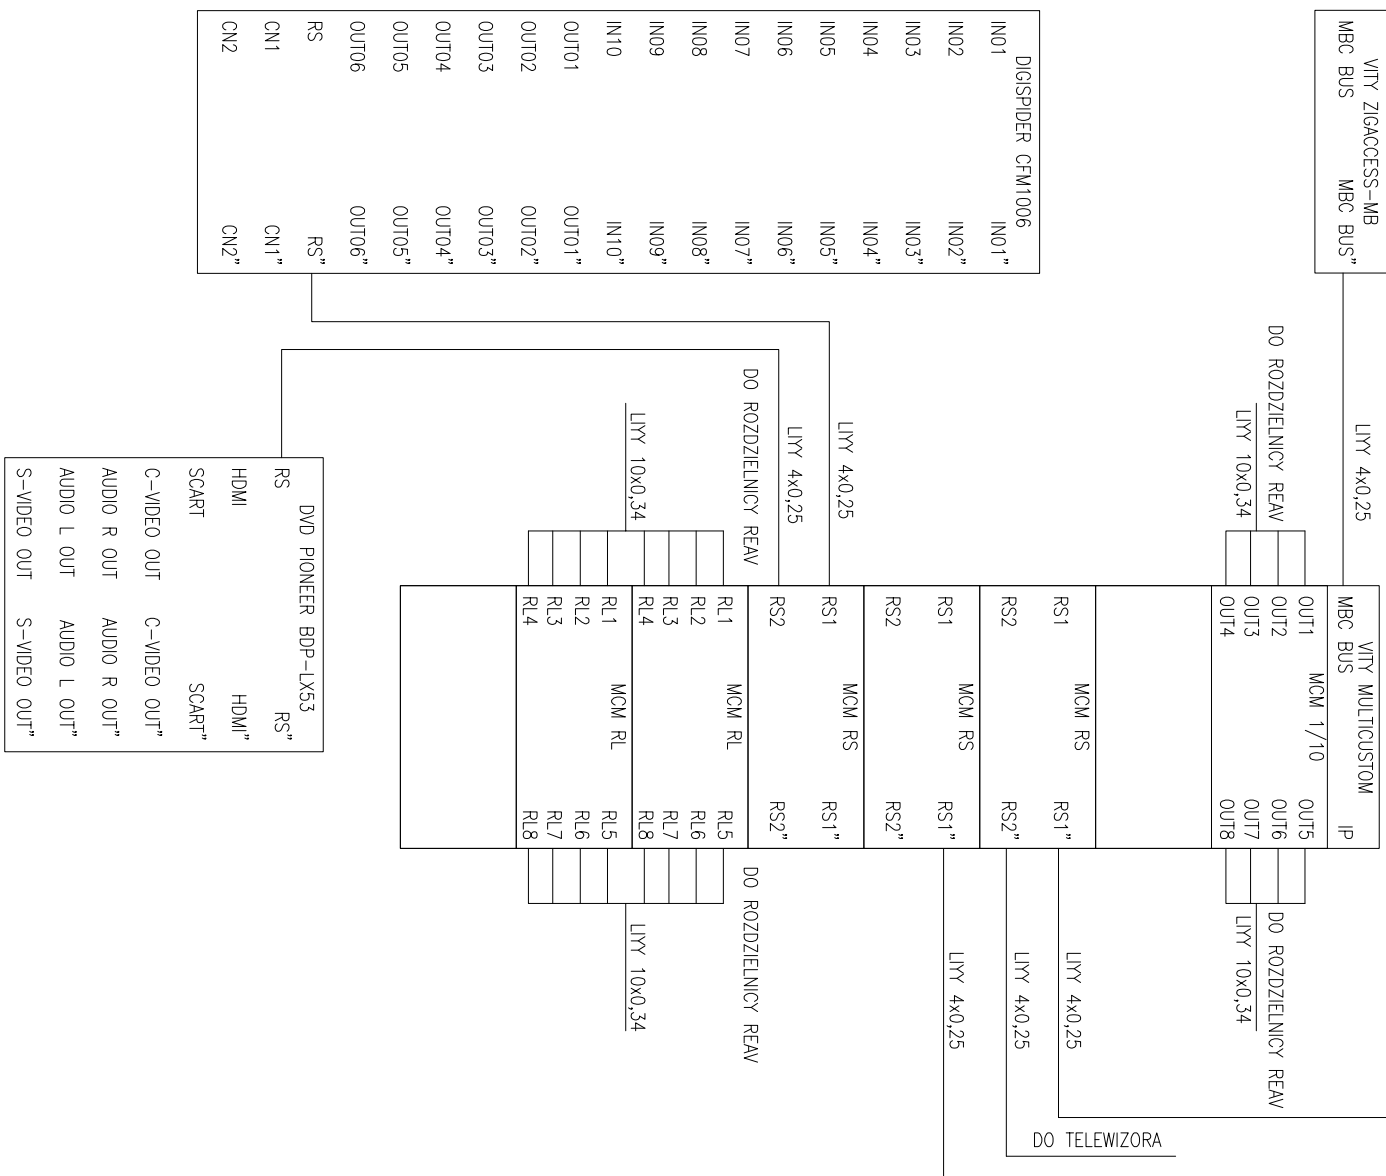 VITY ZIGACCESS-MB
MBC BUS MBC BUS"
LIYY 4x0,25
VITY MULTICUSTOM
MBC BUS IP
MCM 1/10
OUT1 OUT5
OUT2 OUT6
OUT3 OUT7
OUT4 OUT8
DO ROZDZIELNICY REAV
LIYY 10x0,34
DO ROZDZIELNICY REAV
LIYY 10x0,34
MCM RS
RS1 RS1"
RS2 RS2"
LIYY 4x0,25
LIYY 4x0,25
DO TELEWIZORA
MCM RS
RS1 RS1"
RS2 RS2"
LIYY 4x0,25
MCM RS
RS1 RS1"
RS2 RS2"
LIYY 4x0,25
LIYY 4x0,25
MCM RL
RL1 RL5
RL2 RL6
RL3 RL7
RL4 RL8
MCM RL
RL1 RL5
RL2 RL6
RL3 RL7
RL4 RL8
DO ROZDZIELNICY REAV
LIYY 10x0,34
DO ROZDZIELNICY REAV
LIYY 10x0,34
DIGISPIDER CFM1006
IN01 IN01"
IN02 IN02"
IN03 IN03"
IN04 IN04"
IN05 IN05"
IN06 IN06"
IN07 IN07"
IN08 IN08"
IN09 IN09"
IN10 IN10"
OUT01 OUT01"
OUT02 OUT02"
OUT03 OUT03"
OUT04 OUT04"
OUT05 OUT05"
OUT06 OUT06"
RS RS"
CN1 CN1"
CN2 CN2"
DVD PIONEER BDP-LX53
RS RS"
HDMI HDMI"
SCART SCART"
C-VIDEO OUT C-VIDEO OUT"
AUDIO R OUT AUDIO R OUT"
AUDIO L OUT AUDIO L OUT"
S-VIDEO OUT S-VIDEO OUT"